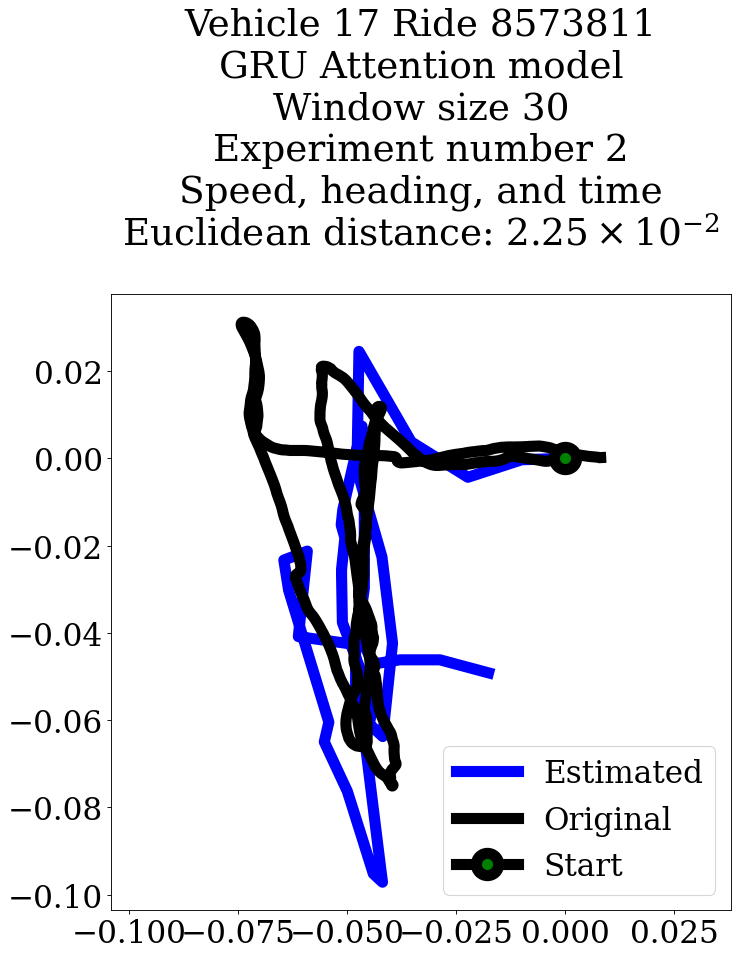 Vehicle 17 Ride 8573811
GRU Attention model
Window size 30
Experiment number 2
Speed, heading, and time
Euclidean distance: 2.25 × 10⁻²
0.02
0.00
−0.02
−0.04
−0.06
−0.08
−0.10
Estimated
Original
Start
−0.100 −0.075 −0.050 −0.025 0.000 0.025